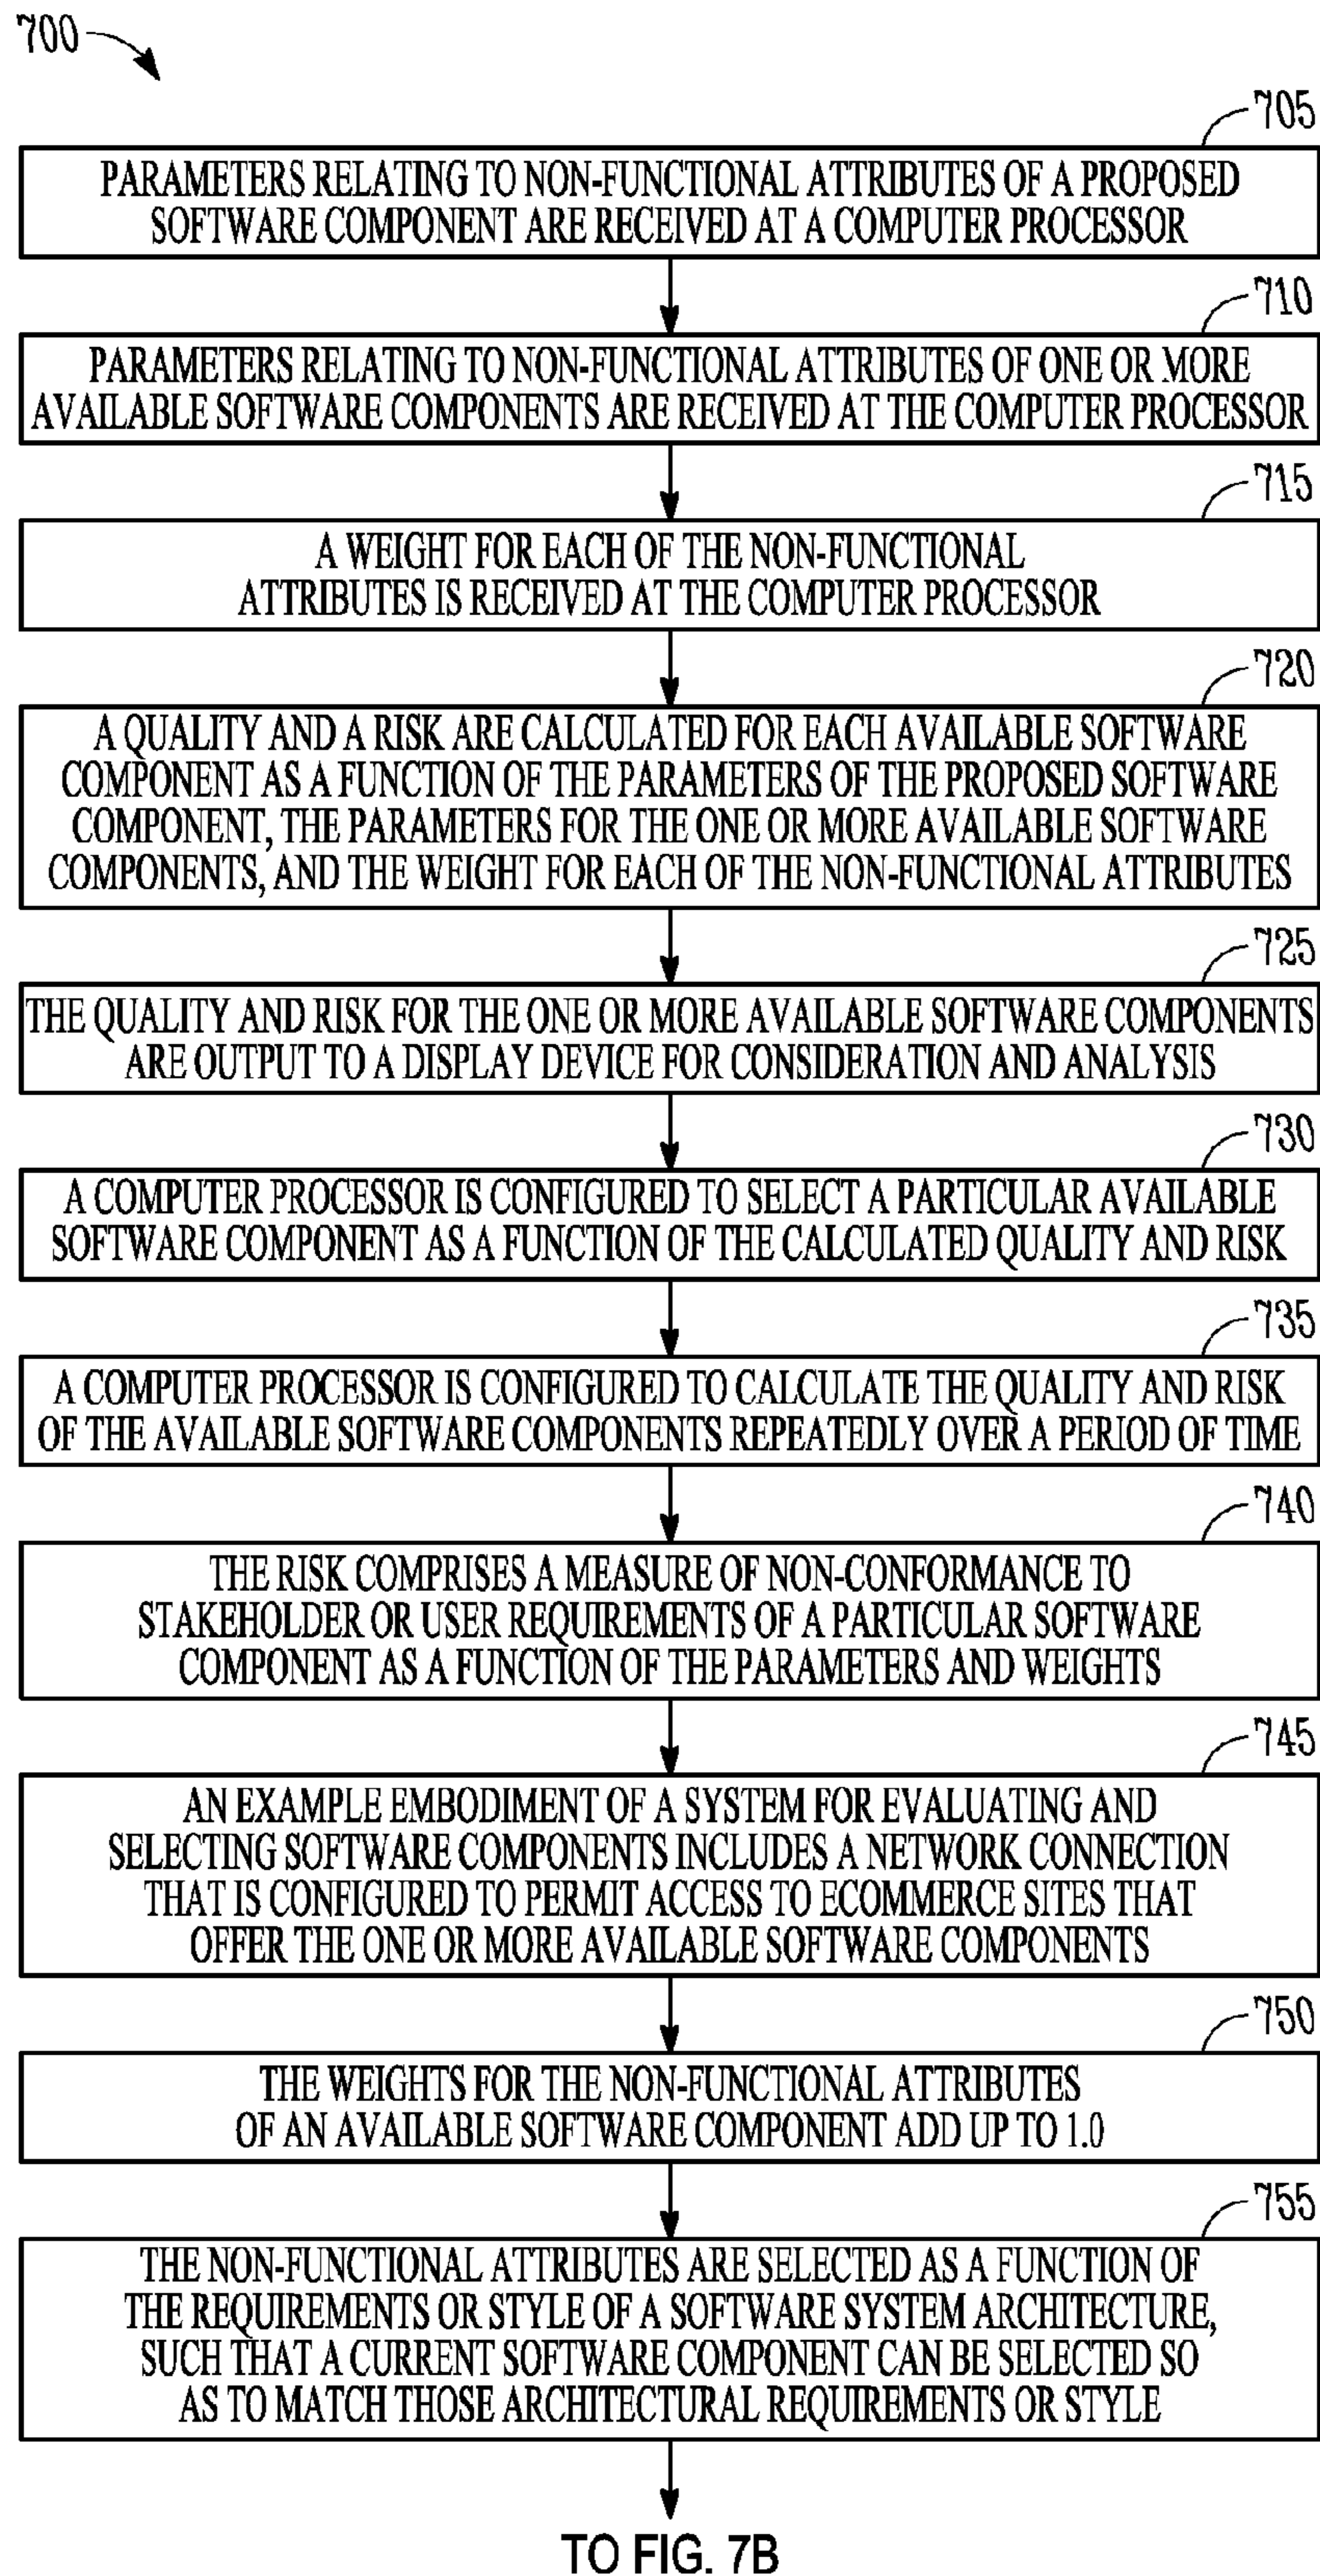 700
705
PARAMETERS RELATING TO NON-FUNCTIONAL ATTRIBUTES OF A PROPOSED
SOFTWARE COMPONENT ARE RECEIVED AT A COMPUTER PROCESSOR
710
PARAMETERS RELATING TO NON-FUNCTIONAL ATTRIBUTES OF ONE OR MORE
AVAILABLE SOFTWARE COMPONENTS ARE RECEIVED AT THE COMPUTER PROCESSOR
715
A WEIGHT FOR EACH OF THE NON-FUNCTIONAL
ATTRIBUTES IS RECEIVED AT THE COMPUTER PROCESSOR
720
A QUALITY AND A RISK ARE CALCULATED FOR EACH AVAILABLE SOFTWARE
COMPONENT AS A FUNCTION OF THE PARAMETERS OF THE PROPOSED SOFTWARE
COMPONENT, THE PARAMETERS FOR THE ONE OR MORE AVAILABLE SOFTWARE
COMPONENTS, AND THE WEIGHT FOR EACH OF THE NON-FUNCTIONAL ATTRIBUTES
725
THE QUALITY AND RISK FOR THE ONE OR MORE AVAILABLE SOFTWARE COMPONENTS
ARE OUTPUT TO A DISPLAY DEVICE FOR CONSIDERATION AND ANALYSIS
730
A COMPUTER PROCESSOR IS CONFIGURED TO SELECT A PARTICULAR AVAILABLE
SOFTWARE COMPONENT AS A FUNCTION OF THE CALCULATED QUALITY AND RISK
735
A COMPUTER PROCESSOR IS CONFIGURED TO CALCULATE THE QUALITY AND RISK
OF THE AVAILABLE SOFTWARE COMPONENTS REPEATEDLY OVER A PERIOD OF TIME
740
THE RISK COMPRISES A MEASURE OF NON-CONFORMANCE TO
STAKEHOLDER OR USER REQUIREMENTS OF A PARTICULAR SOFTWARE
COMPONENT AS A FUNCTION OF THE PARAMETERS AND WEIGHTS
745
AN EXAMPLE EMBODIMENT OF A SYSTEM FOR EVALUATING AND
SELECTING SOFTWARE COMPONENTS INCLUDES A NETWORK CONNECTION
THAT IS CONFIGURED TO PERMIT ACCESS TO ECOMMERCE SITES THAT
OFFER THE ONE OR MORE AVAILABLE SOFTWARE COMPONENTS
750
THE WEIGHTS FOR THE NON-FUNCTIONAL ATTRIBUTES
OF AN AVAILABLE SOFTWARE COMPONENT ADD UP TO 1.0
755
THE NON-FUNCTIONAL ATTRIBUTES ARE SELECTED AS A FUNCTION OF
THE REQUIREMENTS OR STYLE OF A SOFTWARE SYSTEM ARCHITECTURE,
SUCH THAT A CURRENT SOFTWARE COMPONENT CAN BE SELECTED SO
AS TO MATCH THOSE ARCHITECTURAL REQUIREMENTS OR STYLE
TO FIG. 7B